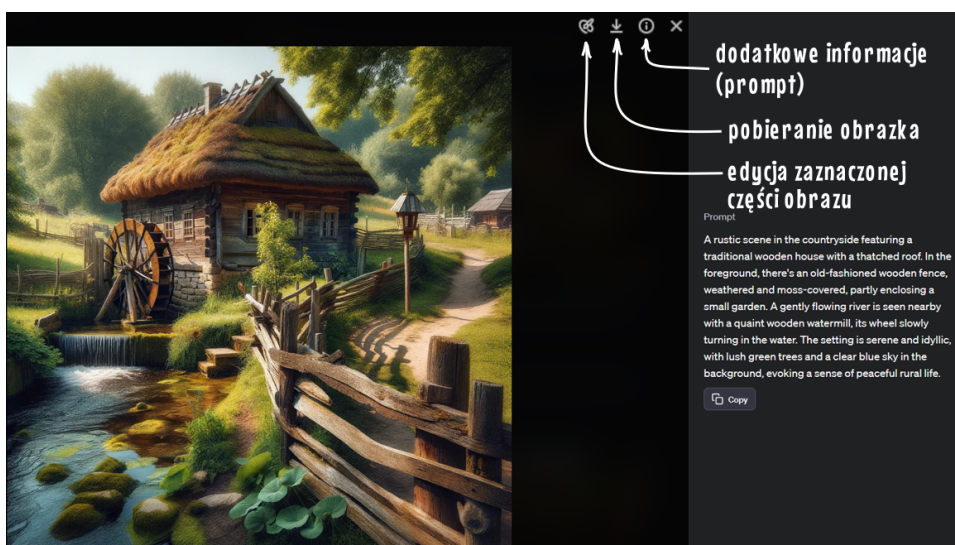 dodatkowe informacje
(prompt)
pobieranie obrazka
edycja zaznaczonej
części obrazu
Prompt
A rustic scene in the countryside featuring a
traditional wooden house with a thatched roof. In the
foreground, there's an old-fashioned wooden fence,
weathered and moss-covered, partly enclosing a
small garden. A gently flowing river is seen nearby
with a quaint wooden watermill, its wheel slowly
turning in the water. The setting is serene and idyllic,
with lush green trees and a clear blue sky in the
background, evoking a sense of peaceful rural life.
Copy